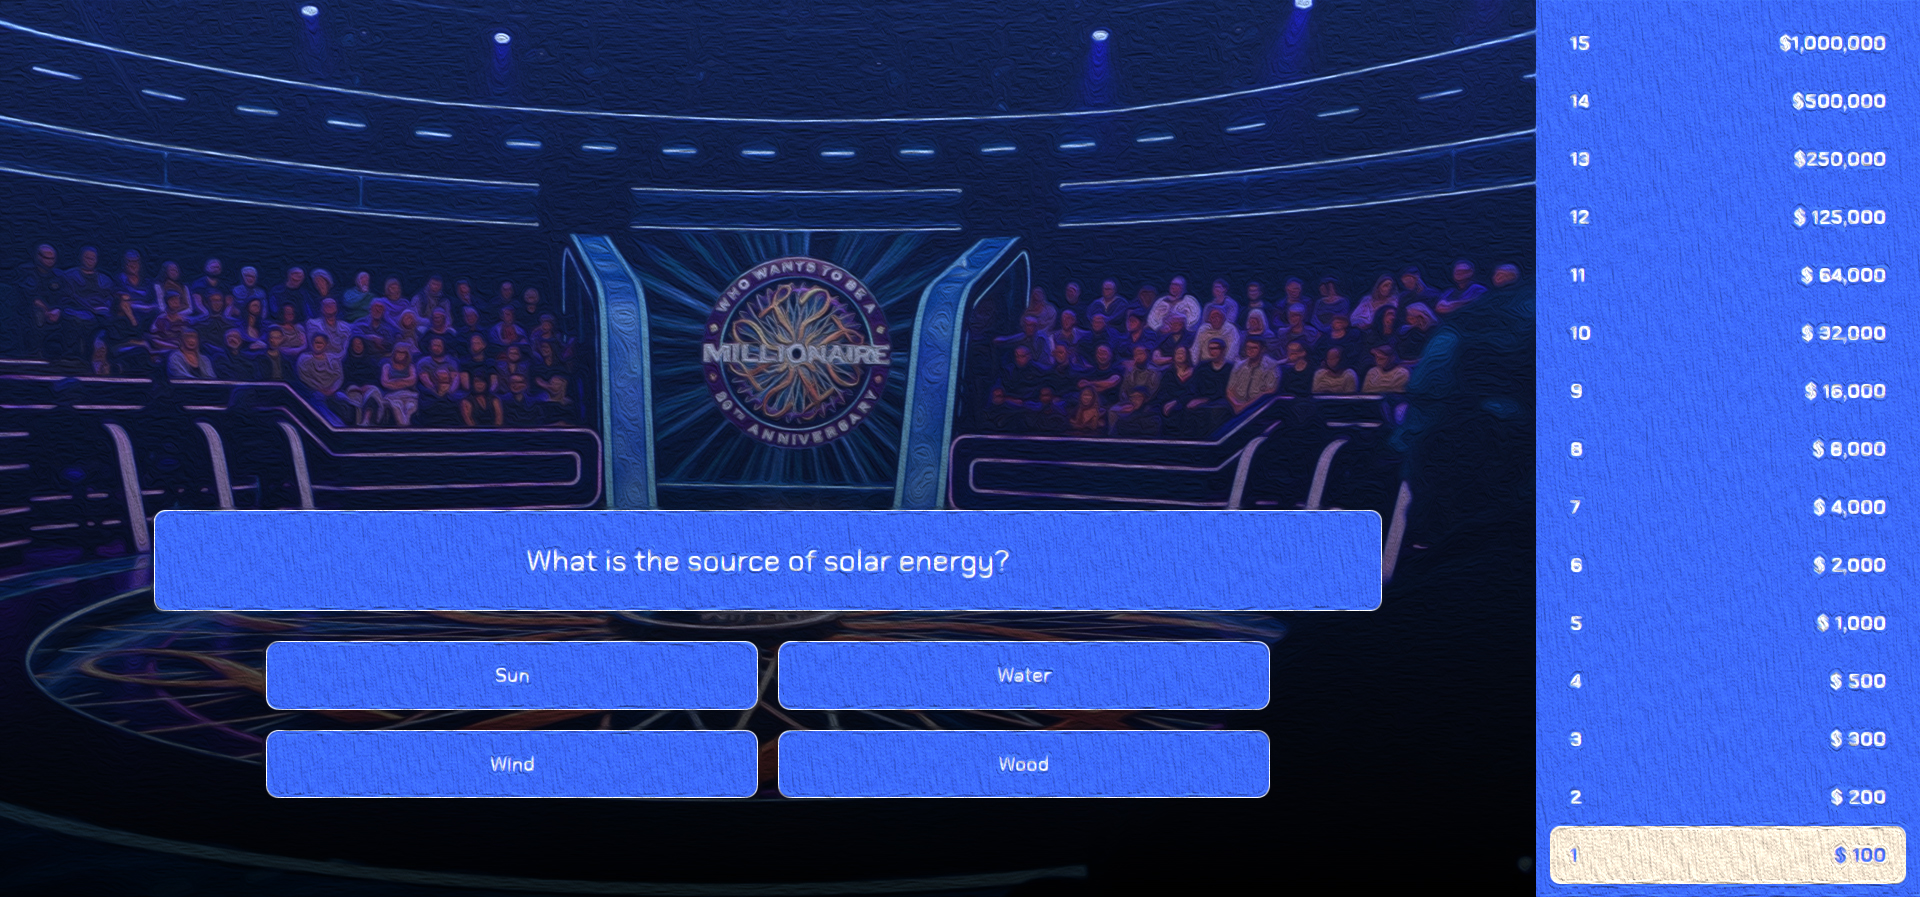 WHO WANTS TO BE A
MILLIONAIRE
20TH ANNIVERSARY
What is the source of solar energy?
Sun
Water
Wind
Wood
15 $1,000,000
14 $500,000
13 $250,000
12 $ 125,000
11 $ 64,000
10 $ 32,000
9 $ 16,000
8 $ 8,000
7 $ 4,000
6 $ 2,000
5 $ 1,000
4 $ 500
3 $ 300
2 $ 200
1 $ 100